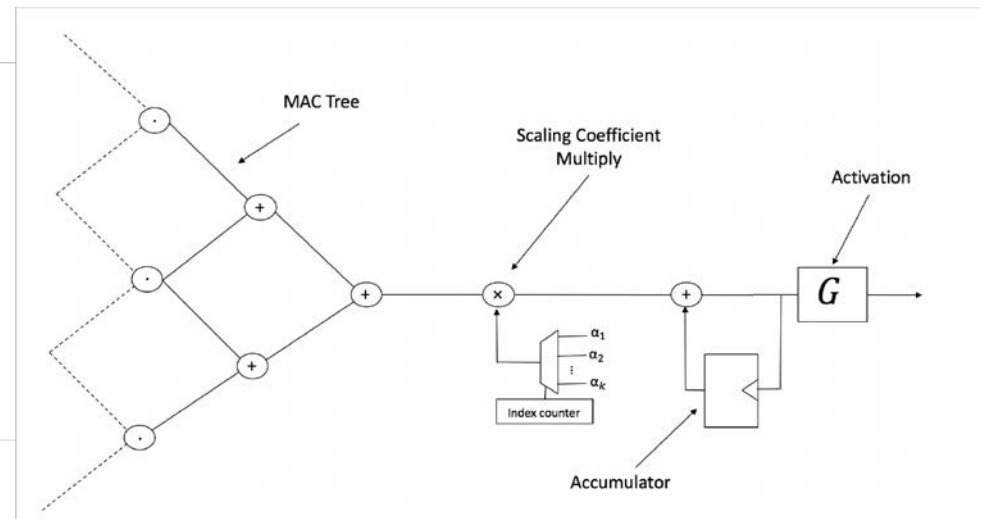 MAC Tree
Scaling Coefficient
Multiply
Activation
·
+
·
+
+
×
+
G
·
α1
α2
⋮
αk
Index counter
Accumulator